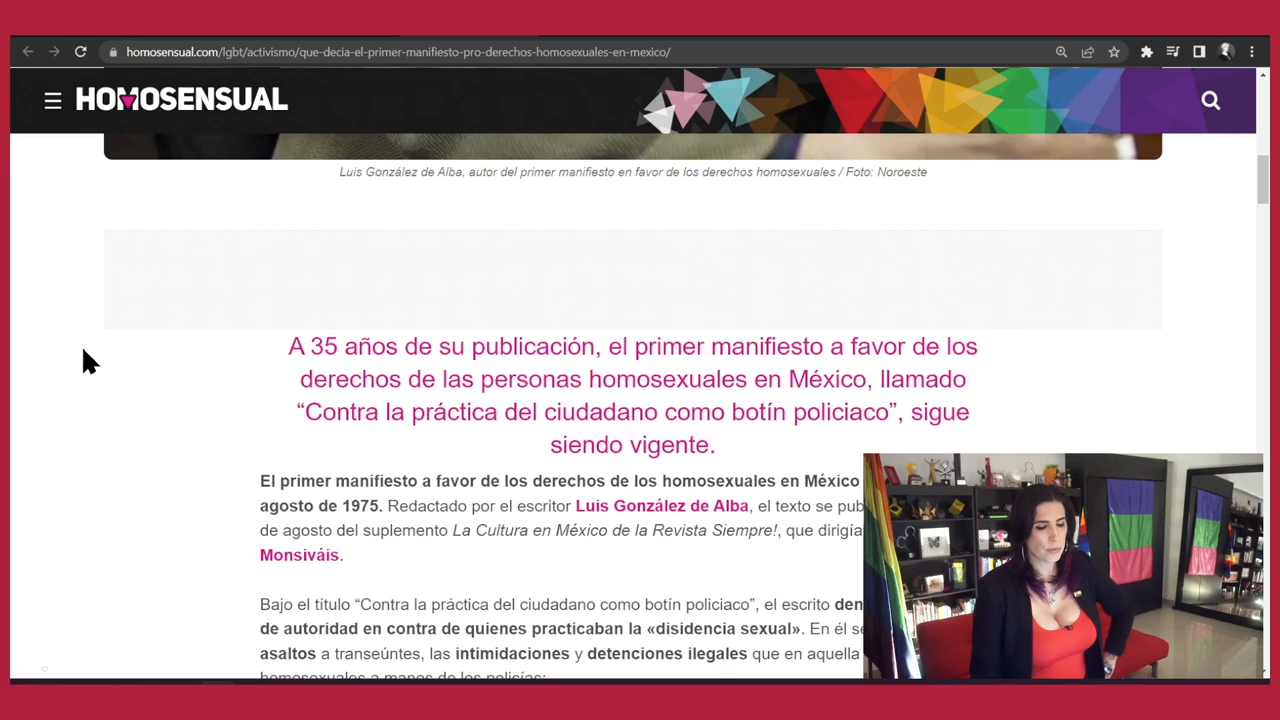 homosensual.com/lgbt/activismo/que-decia-el-primer-manifiesto-pro-derechos-homosexuales-en-mexico/
HOMOSENSUAL
Luis González de Alba, autor del primer manifiesto en favor de los derechos homosexuales / Foto: Noroeste
A 35 años de su publicación, el primer manifiesto a favor de los
derechos de las personas homosexuales en México, llamado
“Contra la práctica del ciudadano como botín policiaco”, sigue
siendo vigente.
El primer manifiesto a favor de los derechos de los homosexuales en México
agosto de 1975. Redactado por el escritor Luis González de Alba, el texto se pub
de agosto del suplemento La Cultura en México de la Revista Siempre!, que dirigía
Monsiváis.
Bajo el título “Contra la práctica del ciudadano como botín policiaco”, el escrito den
de autoridad en contra de quienes practicaban la «disidencia sexual». En él se
asaltos a transeúntes, las intimidaciones y detenciones ilegales que en aquella
homosexuales a manos de los policías: